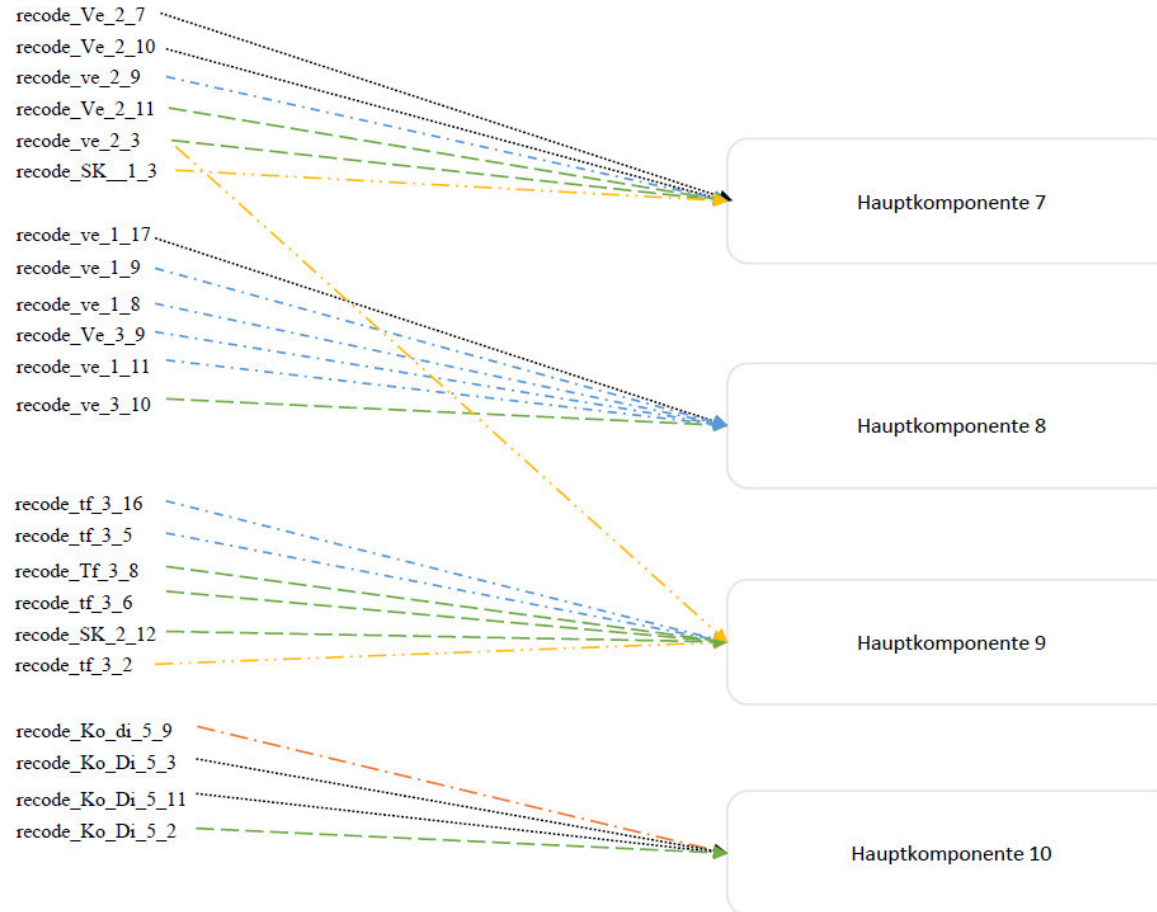 recode_Ve_2_7
recode_Ve_2_10
recode_ve_2_9
recode_Ve_2_11
recode_ve_2_3
recode_SK__1_3
Hauptkomponente 7
recode_ve_1_17
recode_ve_1_9
recode_ve_1_8
recode_Ve_3_9
recode_ve_1_11
recode_ve_3_10
Hauptkomponente 8
recode_tf_3_16
recode_tf_3_5
recode_Tf_3_8
recode_tf_3_6
recode_SK_2_12
recode_tf_3_2
Hauptkomponente 9
recode_Ko_di_5_9
recode_Ko_Di_5_3
recode_Ko_Di_5_11
recode_Ko_Di_5_2
Hauptkomponente 10